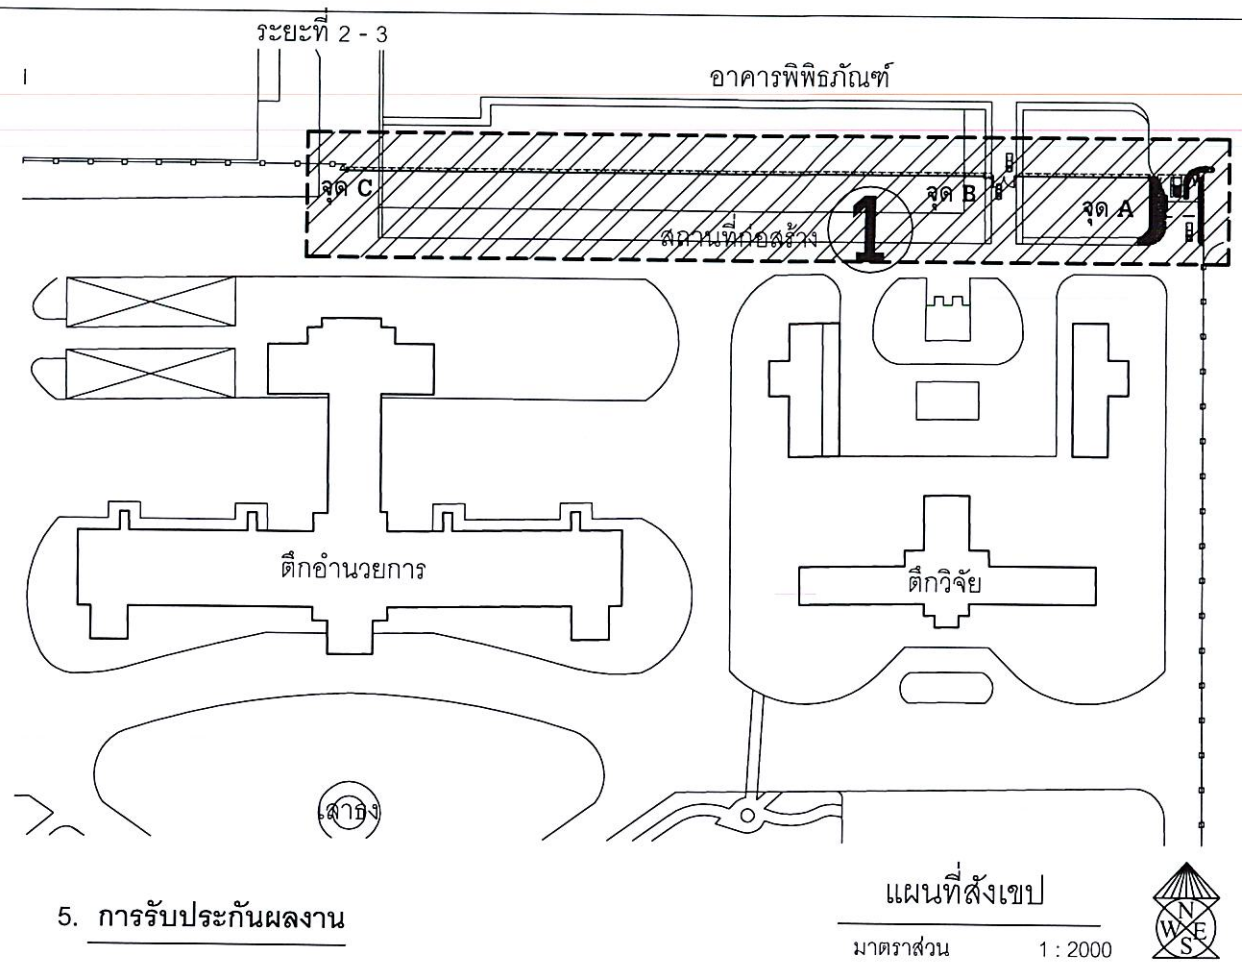 ระยะที่ 2 - 3
อาคารพิพิธภัณฑ์
จุด C
จุด B
จุด A
สถานที่ก่อสร้าง
1
ตึกอำนวยการ
ตึกวิจัย
เสาธง
แผนที่สังเขป
5. การรับประกันผลงาน
มาตราส่วน 1 : 2000
N
W E
S